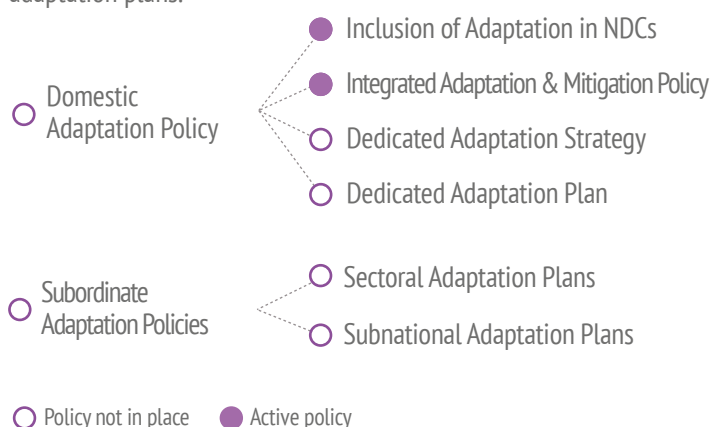 adaptation plans.
Inclusion of Adaptation in NDCs
Integrated Adaptation & Mitigation Policy
Domestic
Adaptation Policy
Dedicated Adaptation Strategy
Dedicated Adaptation Plan
Sectoral Adaptation Plans
Subordinate
Adaptation Policies
Subnational Adaptation Plans
Policy not in place Active policy